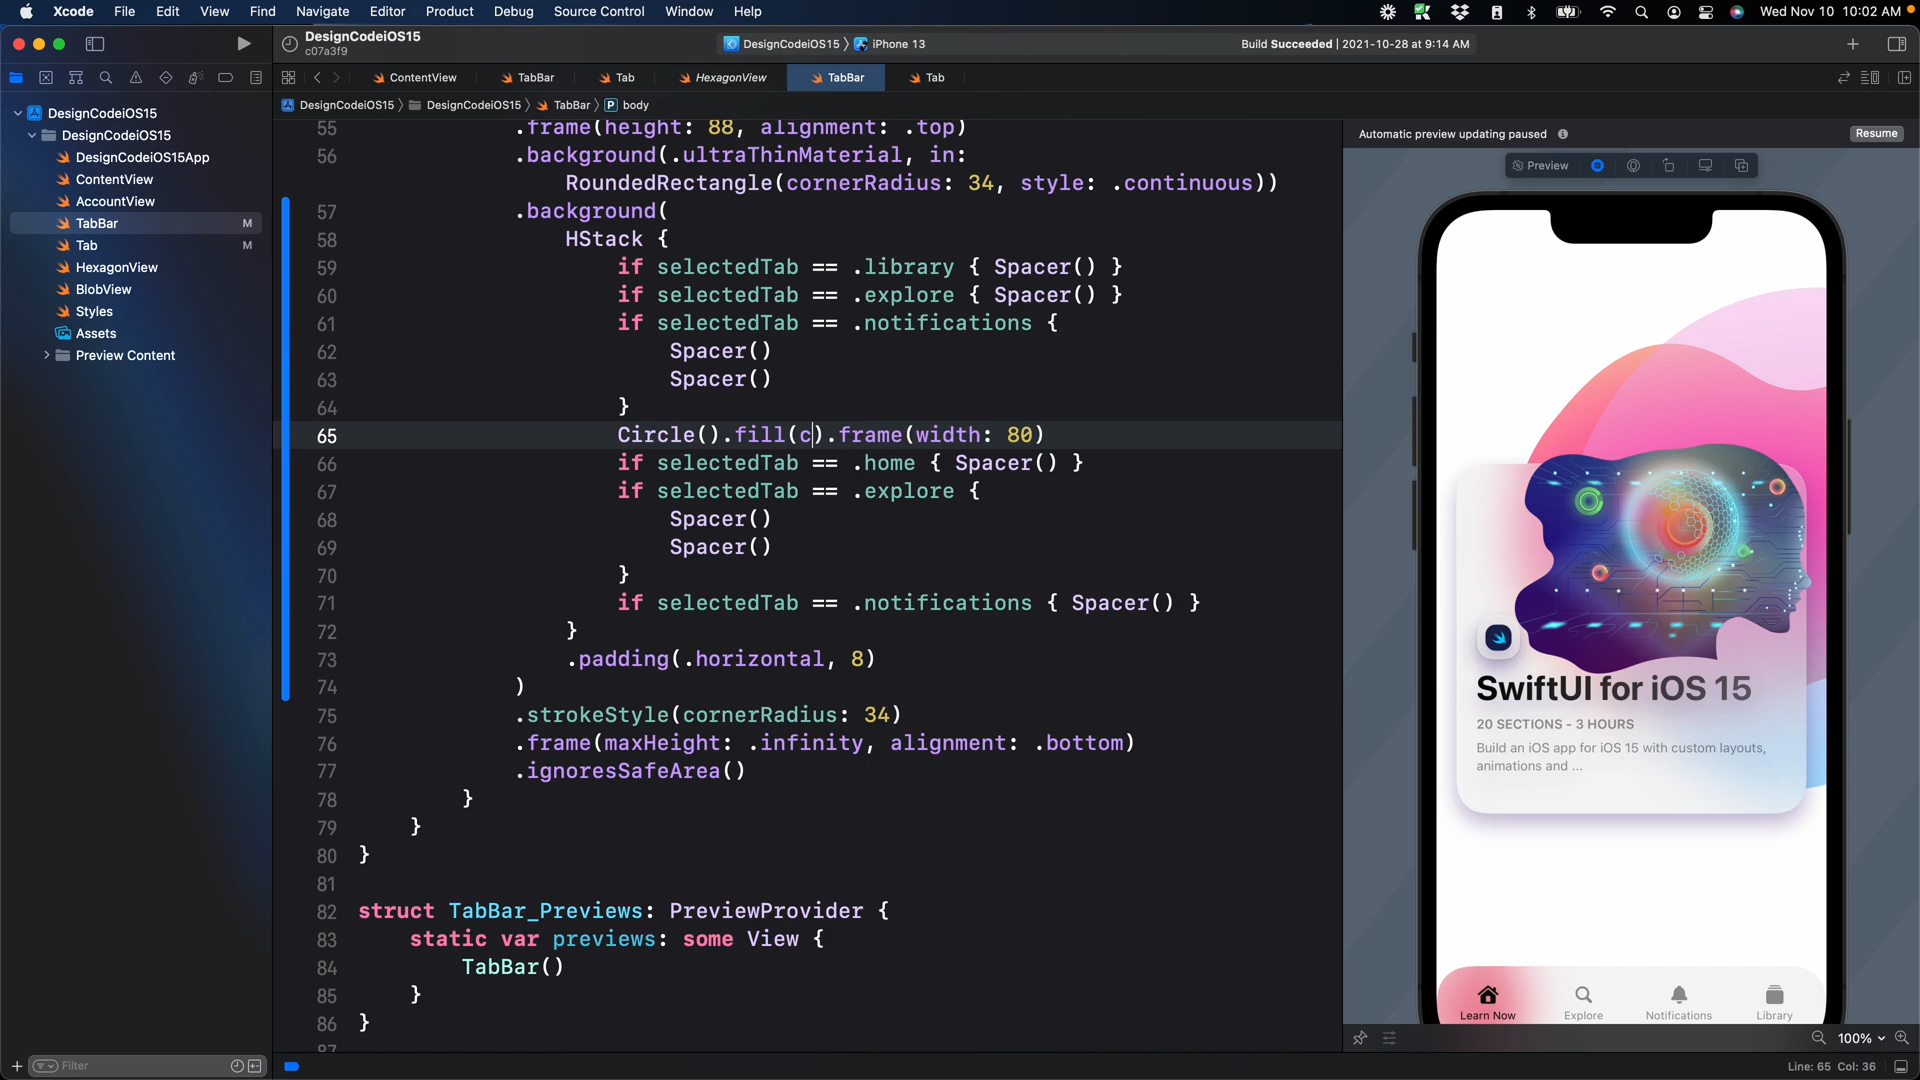 Xcode File Edit View Find Navigate Editor Product Debug Source Control Window Help Wed Nov 10 10:02 AM
DesignCodeiOS15
c07a3f9
DesignCodeiOS15 iPhone 13
Build Succeeded | 2021-10-28 at 9:14 AM
ContentView TabBar Tab HexagonView TabBar Tab
DesignCodeiOS15 DesignCodeiOS15 TabBar P body
DesignCodeiOS15
DesignCodeiOS15
DesignCodeiOS15App
ContentView
AccountView
TabBar M
Tab M
HexagonView
BlobView
Styles
Assets
Preview Content
Filter
55 .frame(height: 88, alignment: .top)
56 .background(.ultraThinMaterial, in:
RoundedRectangle(cornerRadius: 34, style: .continuous))
57 .background(
58 HStack {
59 if selectedTab == .library { Spacer() }
60 if selectedTab == .explore { Spacer() }
61 if selectedTab == .notifications {
62 Spacer()
63 Spacer()
64 }
65 Circle().fill(c).frame(width: 80)
66 if selectedTab == .home { Spacer() }
67 if selectedTab == .explore {
68 Spacer()
69 Spacer()
70 }
71 if selectedTab == .notifications { Spacer() }
72 }
73 .padding(.horizontal, 8)
74 )
75 .strokeStyle(cornerRadius: 34)
76 .frame(maxHeight: .infinity, alignment: .bottom)
77 .ignoresSafeArea()
78 }
79 }
80 }
81
82 struct TabBar_Previews: PreviewProvider {
83 static var previews: some View {
84 TabBar()
85 }
86 }
87
Automatic preview updating paused Resume
Preview
SwiftUI for iOS 15
20 SECTIONS - 3 HOURS
Build an iOS app for iOS 15 with custom layouts,
animations and ...
Learn Now Explore Notifications Library
100%
Line: 65 Col: 36